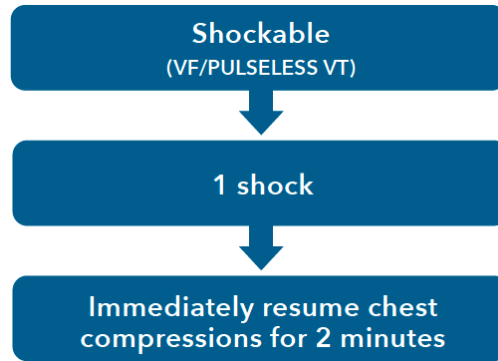 Shockable
(VF/PULSELESS VT)
1 shock
Immediately resume chest
compressions for 2 minutes